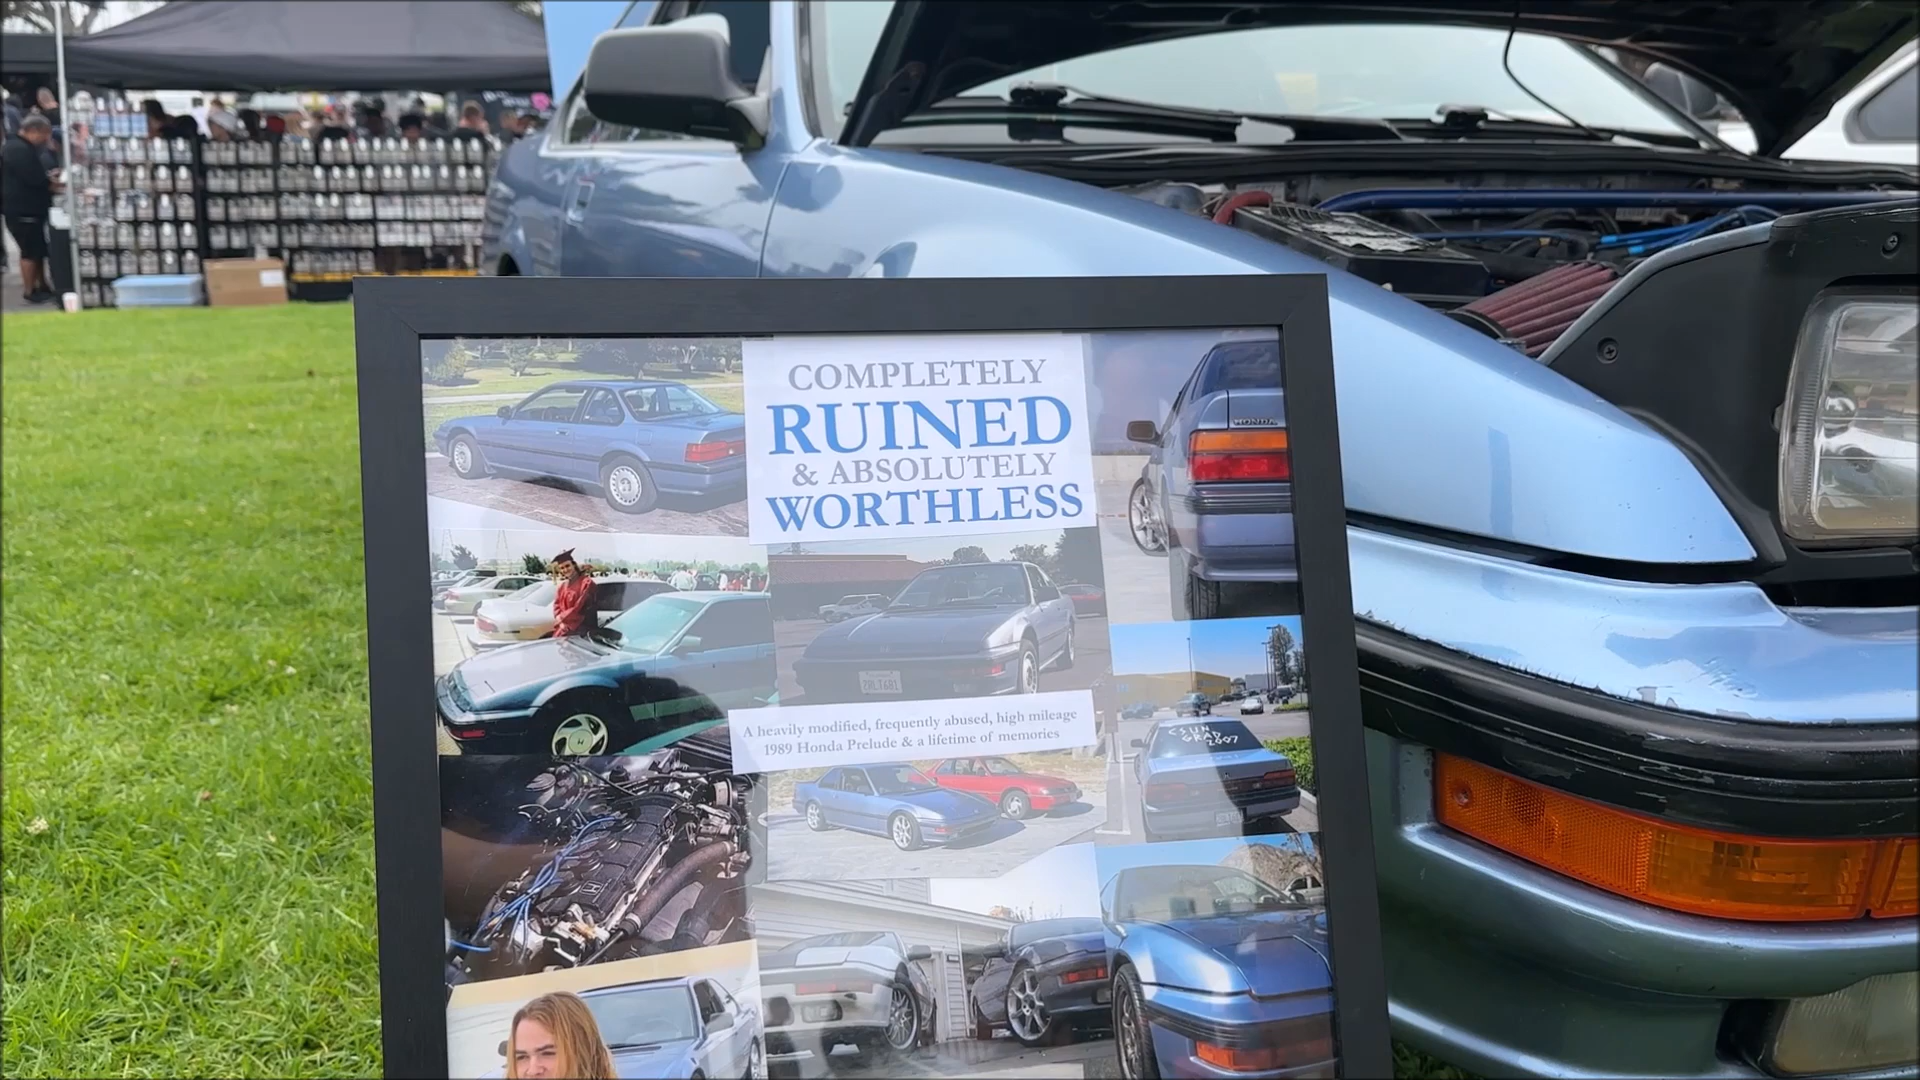 COMPLETELY
RUINED
& ABSOLUTELY
WORTHLESS
HONDA
A heavily modified, frequently abused, high mileage
1989 Honda Prelude & a lifetime of memories
CSUN
GRAD
2007